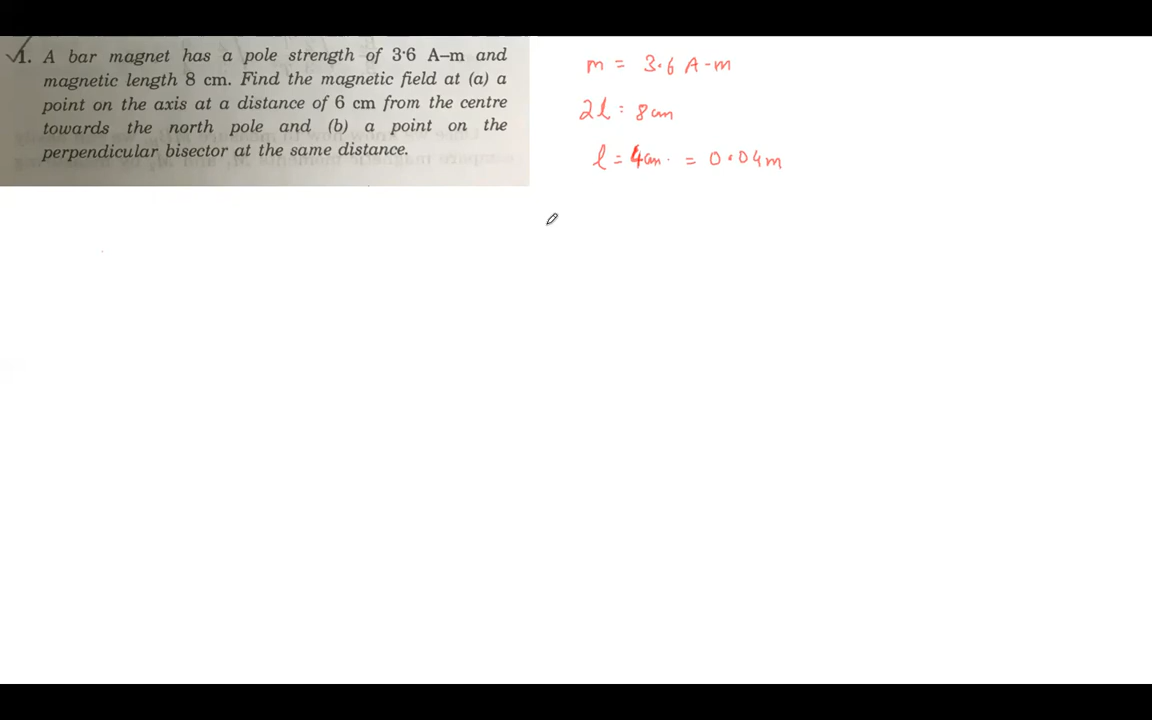 1. A bar magnet has a pole strength of 3·6 A–m and
magnetic length 8 cm. Find the magnetic field at (a) a
point on the axis at a distance of 6 cm from the centre
towards the north pole and (b) a point on the
perpendicular bisector at the same distance.
m = 3.6 A-m
2l : 8cm
l = 4cm. = 0.04m